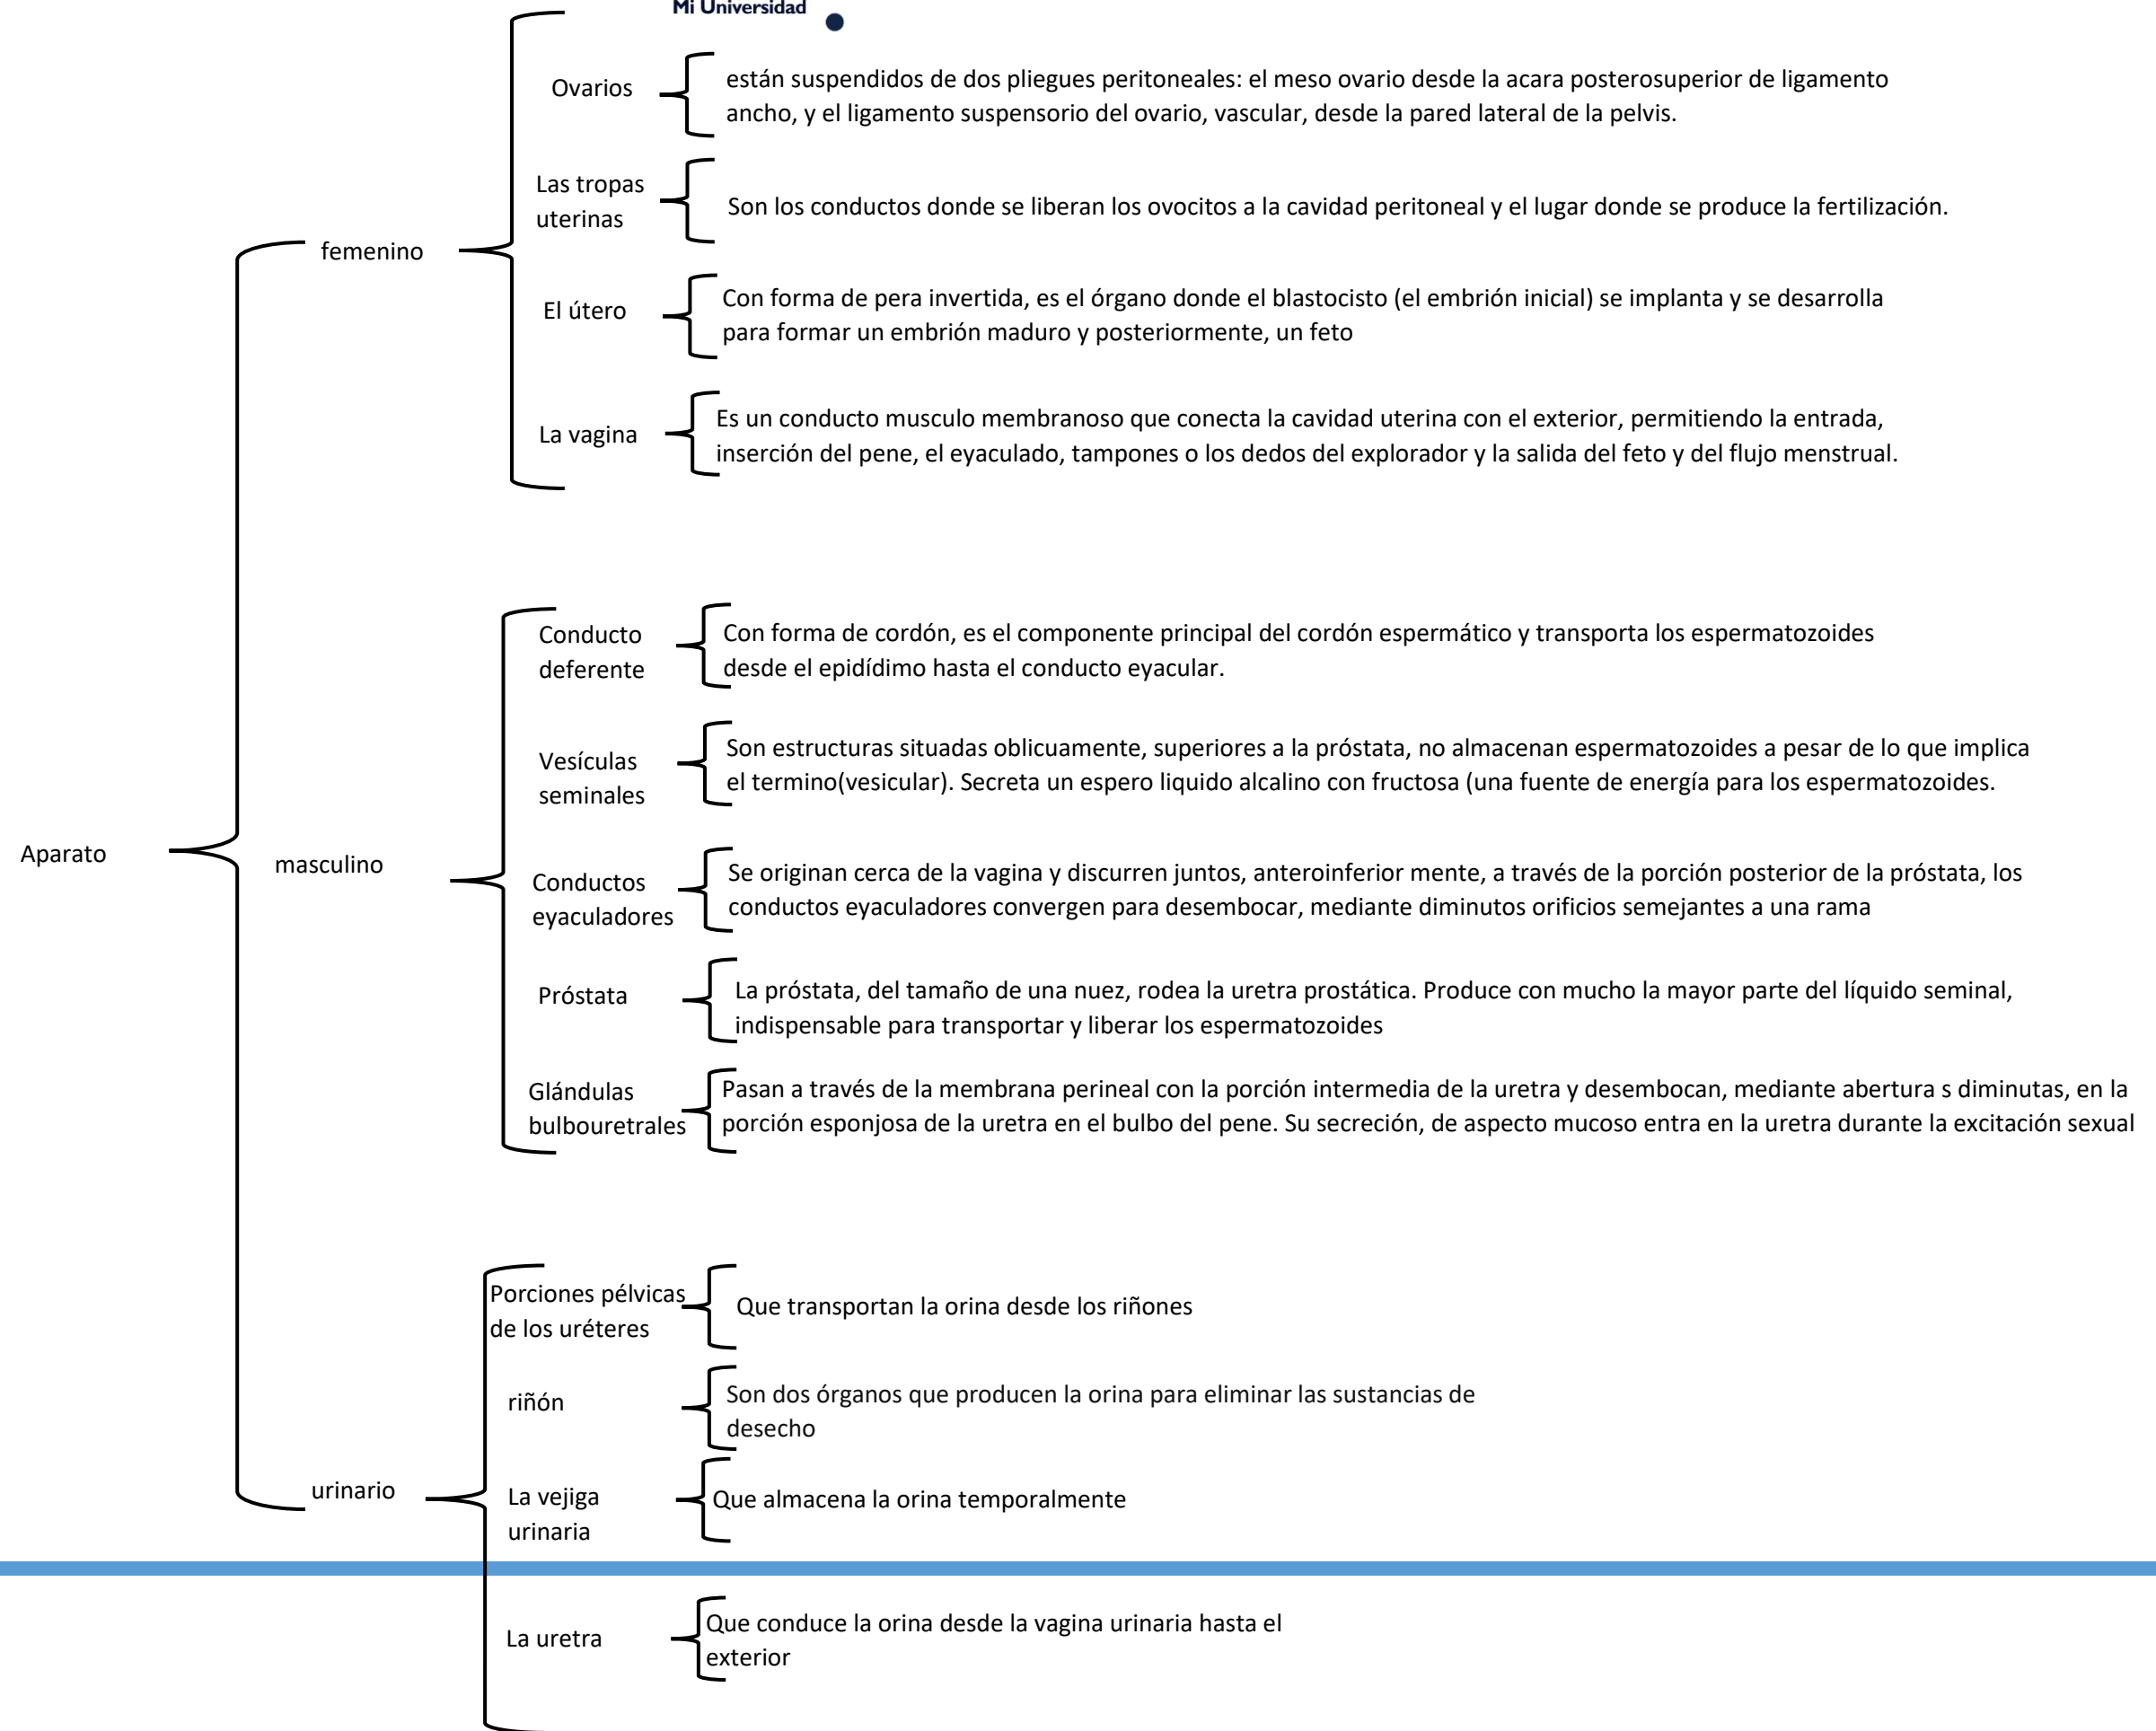 Mi Universidad
Ovarios
están suspendidos de dos pliegues peritoneales: el meso ovario desde la acara posterosuperior de ligamento
ancho, y el ligamento suspensorio del ovario, vascular, desde la pared lateral de la pelvis.
Las tropas
uterinas
Son los conductos donde se liberan los ovocitos a la cavidad peritoneal y el lugar donde se produce la fertilización.
femenino
El útero
Con forma de pera invertida, es el órgano donde el blastocisto (el embrión inicial) se implanta y se desarrolla
para formar un embrión maduro y posteriormente, un feto
La vagina
Es un conducto musculo membranoso que conecta la cavidad uterina con el exterior, permitiendo la entrada,
inserción del pene, el eyaculado, tampones o los dedos del explorador y la salida del feto y del flujo menstrual.
Conducto
deferente
Con forma de cordón, es el componente principal del cordón espermático y transporta los espermatozoides
desde el epidídimo hasta el conducto eyacular.
Vesículas
seminales
Son estructuras situadas oblicuamente, superiores a la próstata, no almacenan espermatozoides a pesar de lo que implica
el termino(vesicular). Secreta un espero liquido alcalino con fructosa (una fuente de energía para los espermatozoides.
Aparato
masculino
Conductos
eyaculadores
Se originan cerca de la vagina y discurren juntos, anteroinferior mente, a través de la porción posterior de la próstata, los
conductos eyaculadores convergen para desembocar, mediante diminutos orificios semejantes a una rama
Próstata
La próstata, del tamaño de una nuez, rodea la uretra prostática. Produce con mucho la mayor parte del líquido seminal,
indispensable para transportar y liberar los espermatozoides
Glándulas
bulbouretrales
Pasan a través de la membrana perineal con la porción intermedia de la uretra y desembocan, mediante abertura s diminutas, en la
porción esponjosa de la uretra en el bulbo del pene. Su secreción, de aspecto mucoso entra en la uretra durante la excitación sexual
Porciones pélvicas
de los uréteres
Que transportan la orina desde los riñones
riñón
Son dos órganos que producen la orina para eliminar las sustancias de
desecho
urinario
La vejiga
urinaria
Que almacena la orina temporalmente
La uretra
Que conduce la orina desde la vagina urinaria hasta el
exterior